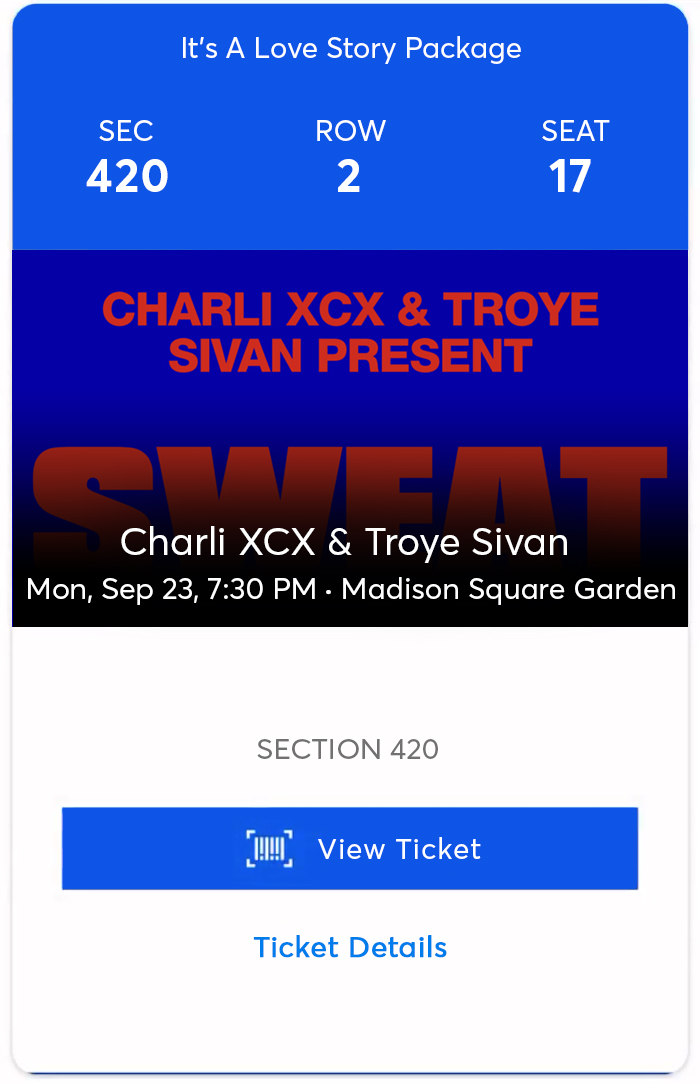 It's A Love Story Package
SEC ROW SEAT
420 2 17
CHARLI XCX & TROYE
SIVAN PRESENT
SWEAT
Charli XCX & Troye Sivan
Mon, Sep 23, 7:30 PM · Madison Square Garden
SECTION 420
View Ticket
Ticket Details